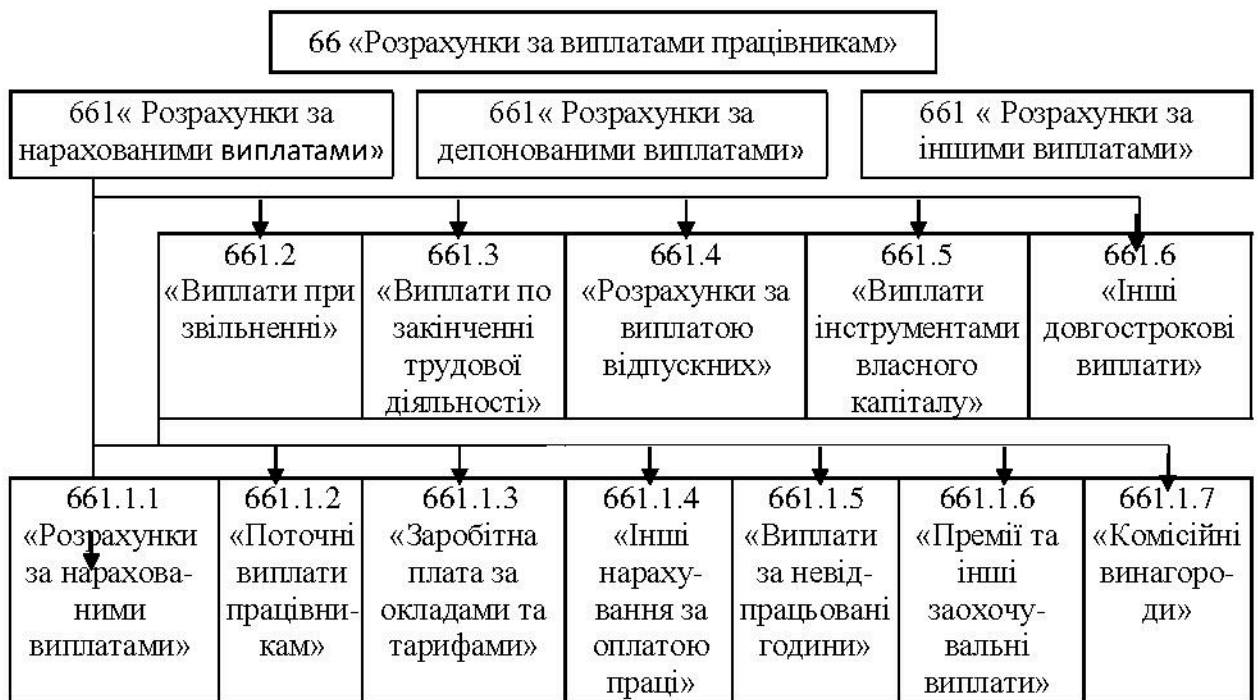 66 «Розрахунки за виплатами працівникам»
661« Розрахунки за
нарахованими виплатами»
661« Розрахунки за
депонованими виплатами»
661 « Розрахунки за
іншими виплатами»
661.2
«Виплати при
звільненні»
661.3
«Виплати по
закінченні
трудової
діяльності»
661.4
«Розрахунки за
виплатою
відпускних»
661.5
«Виплати
інструментами
власного
капіталу»
661.6
«Інші
довгострокові
виплати»
661.1.1
«Розрахунки
за нарахова-
ними
виплатами»
661.1.2
«Поточні
виплати
працівни-
кам»
661.1.3
«Заробітна
плата за
окладами та
тарифами»
661.1.4
«Інші
нараху-
вання за
оплатою
праці»
661.1.5
«Виплати
за невід-
працьовані
години»
661.1.6
«Премії та
інші
заохочу-
вальні
виплати»
661.1.7
«Комісійні
винагоро-
ди»